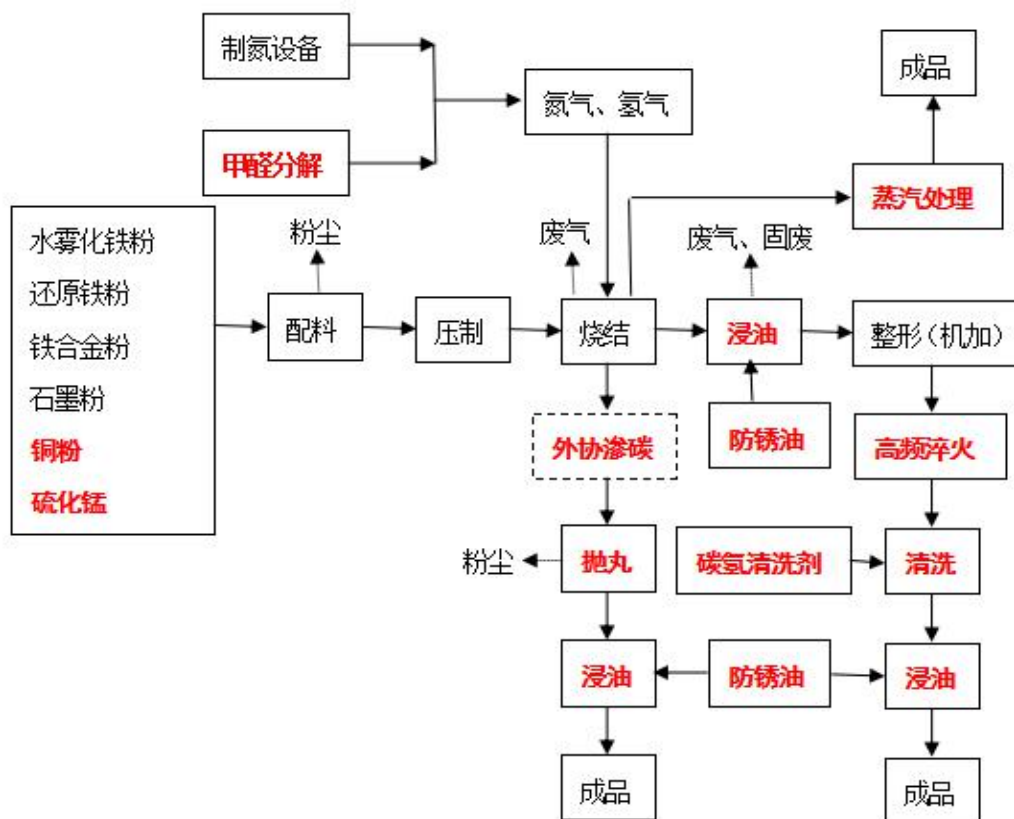 制氮设备
成品
氮气、氢气
甲醛分解
蒸汽处理
水雾化铁粉
还原铁粉
铁合金粉
石墨粉
铜粉
硫化锰
粉尘
废气
废气、固废
配料
压制
烧结
浸油
整形（机加）
外协渗碳
防锈油
高频淬火
粉尘
抛丸
碳氢清洗剂
清洗
浸油
防锈油
浸油
成品
成品